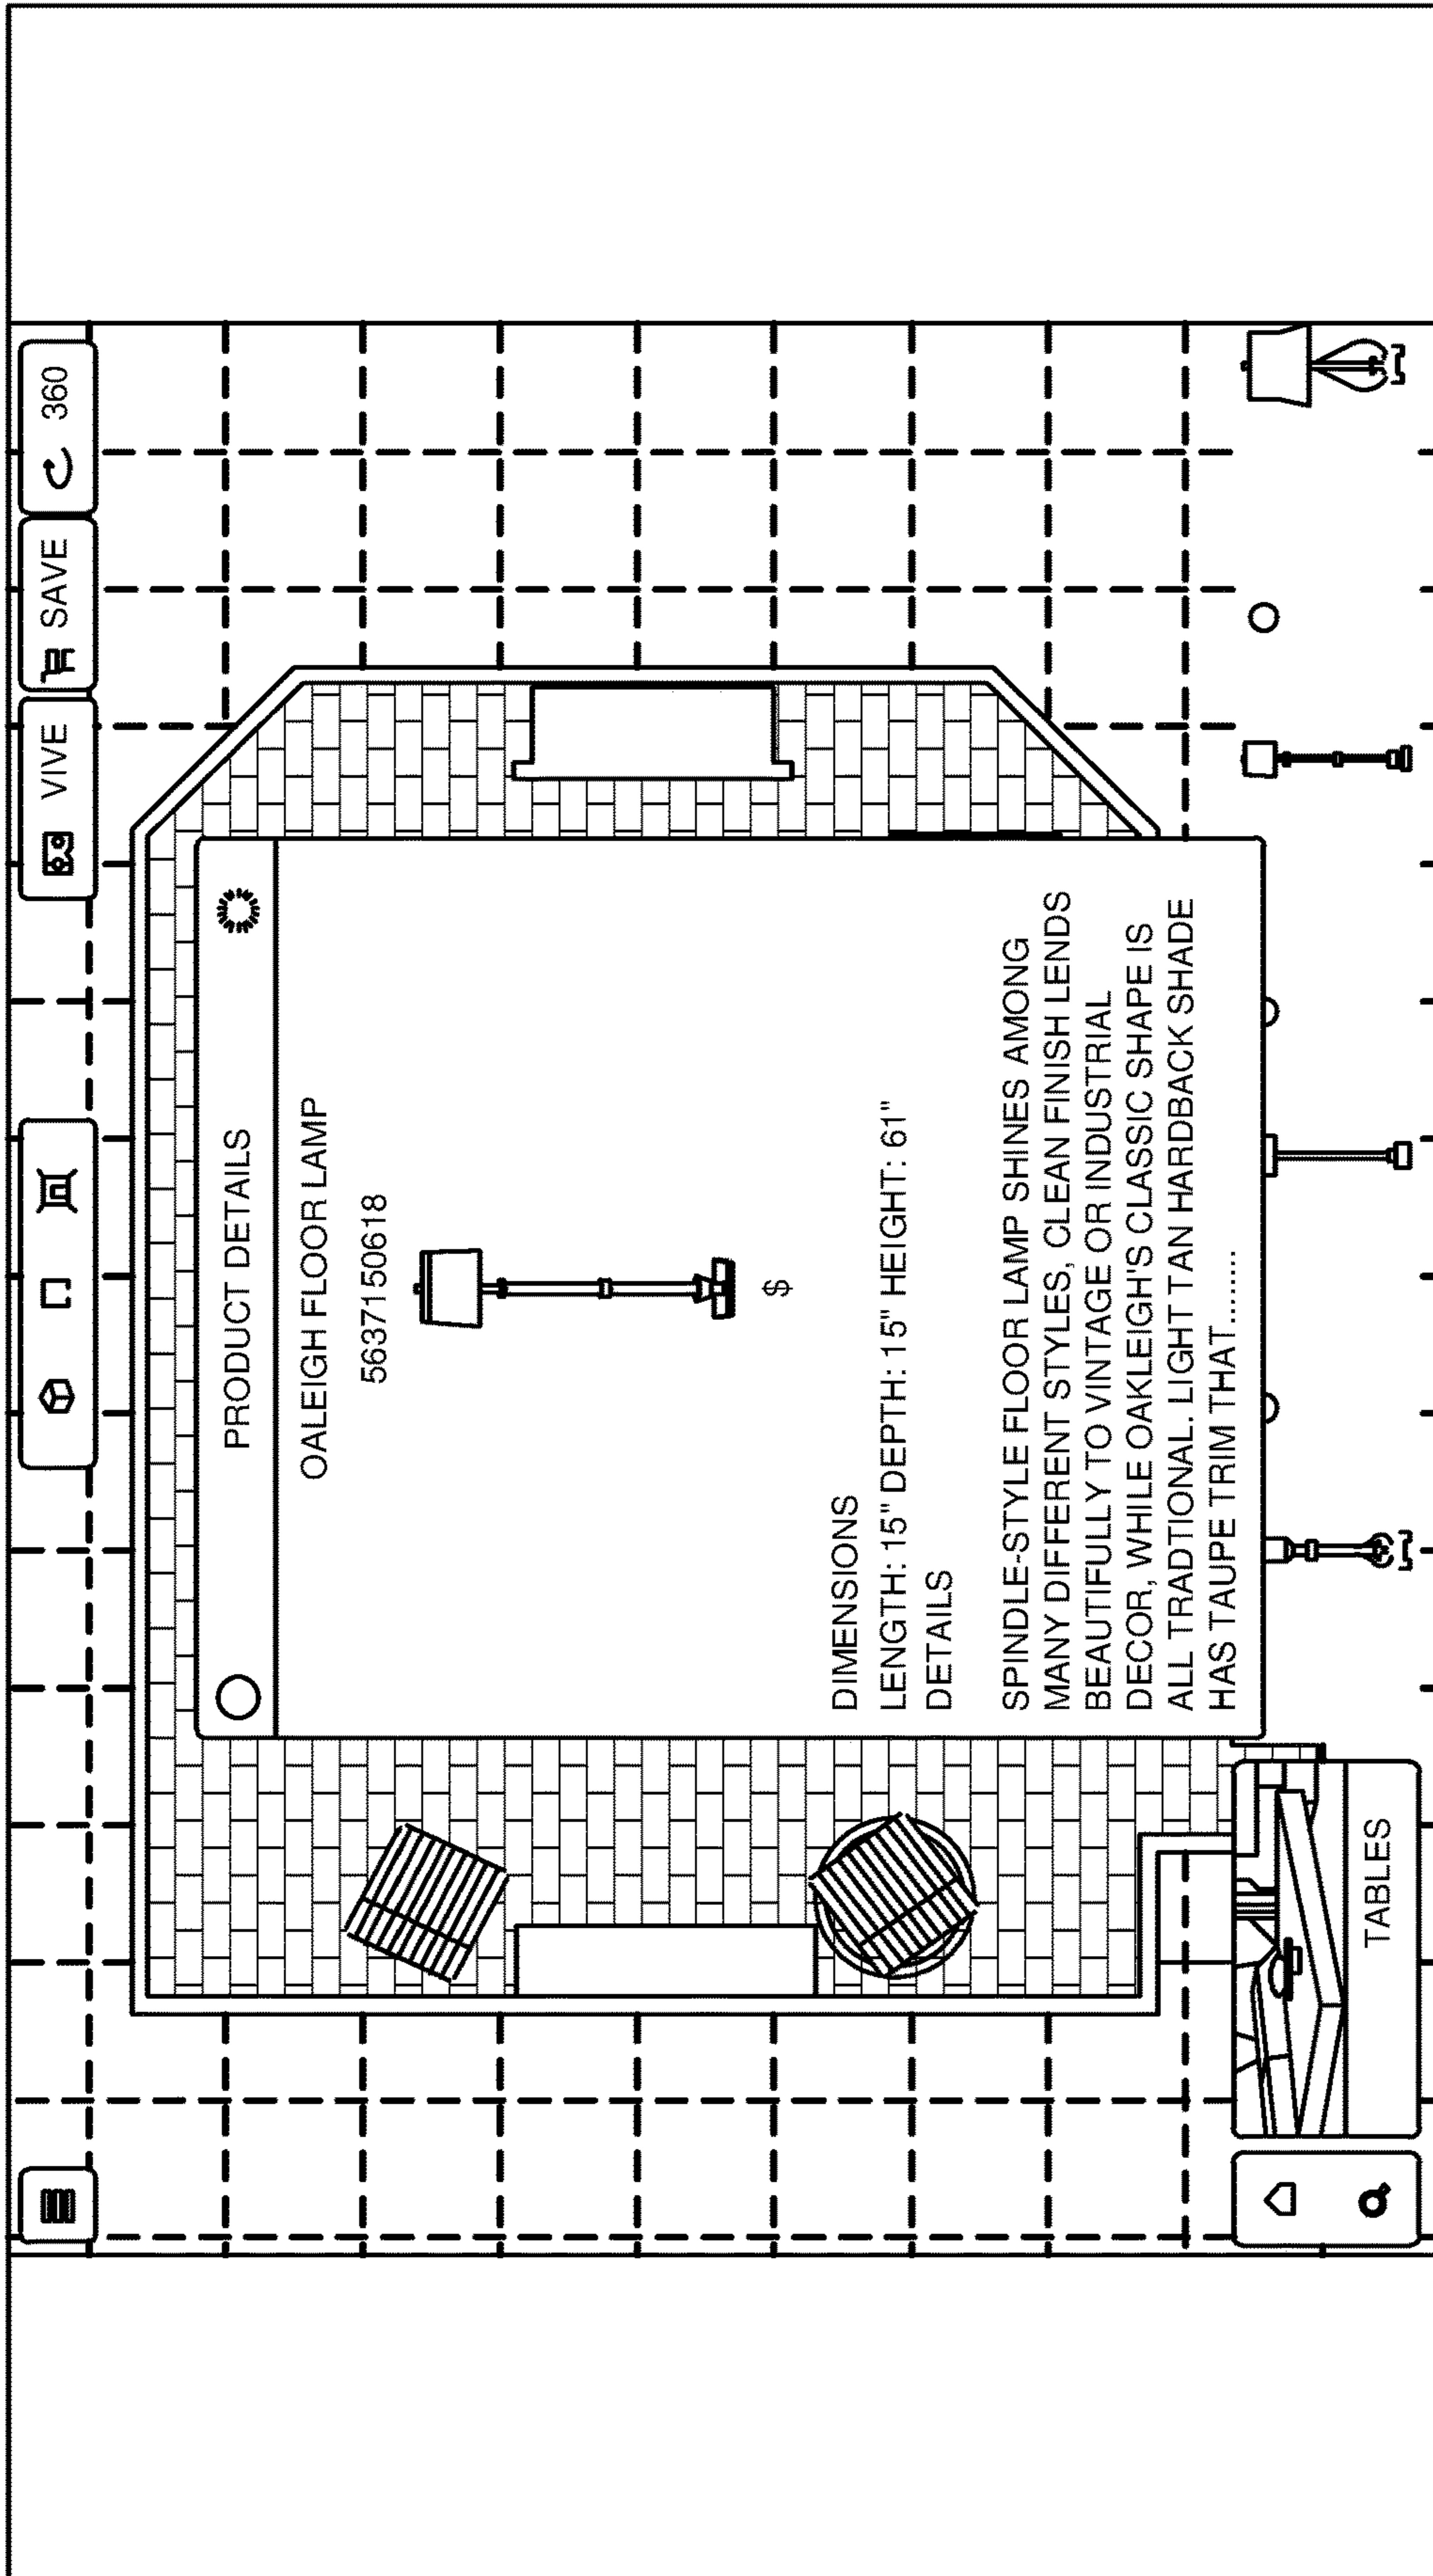 VIVE
SAVE
360
PRODUCT DETAILS
OALEIGH FLOOR LAMP
5637150618
$
DIMENSIONS
LENGTH: 15" DEPTH: 15" HEIGHT: 61"
DETAILS
SPINDLE-STYLE FLOOR LAMP SHINES AMONG
MANY DIFFERENT STYLES, CLEAN FINISH LENDS
BEAUTIFULLY TO VINTAGE OR INDUSTRIAL
DECOR, WHILE OAKLEIGH'S CLASSIC SHAPE IS
ALL TRADTIONAL. LIGHT TAN HARDBACK SHADE
HAS TAUPE TRIM THAT........
TABLES